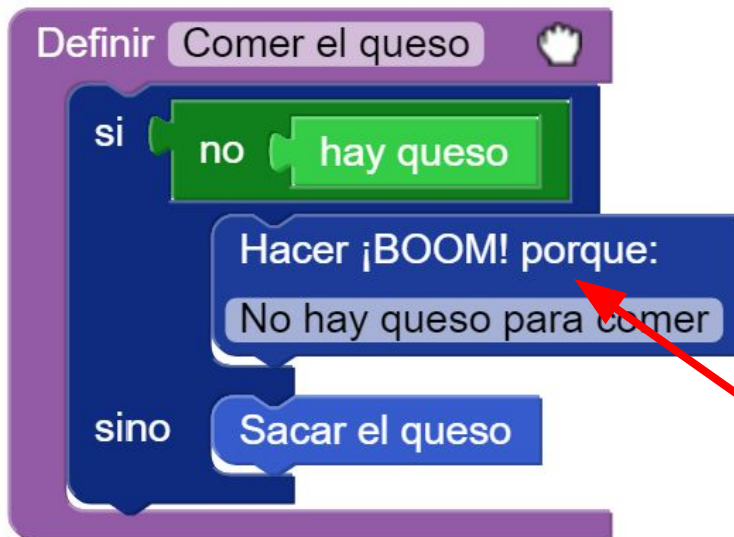 Definir Comer el queso
si no hay queso
Hacer ¡BOOM! porque:
No hay queso para comer
sino Sacar el queso